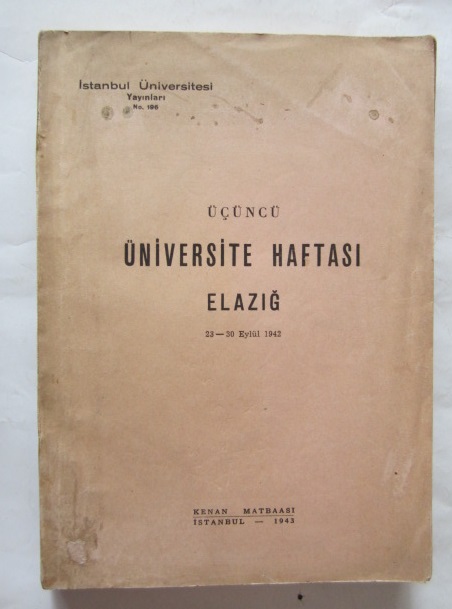 İstanbul Üniversitesi
Yayınları
No. 186
ÜÇÜNCÜ
ÜNİVERSİTE HAFTASI
ELAZIĞ
23—30 Eylül 1942
KENAN MATBAASI
İSTANBUL — 1943